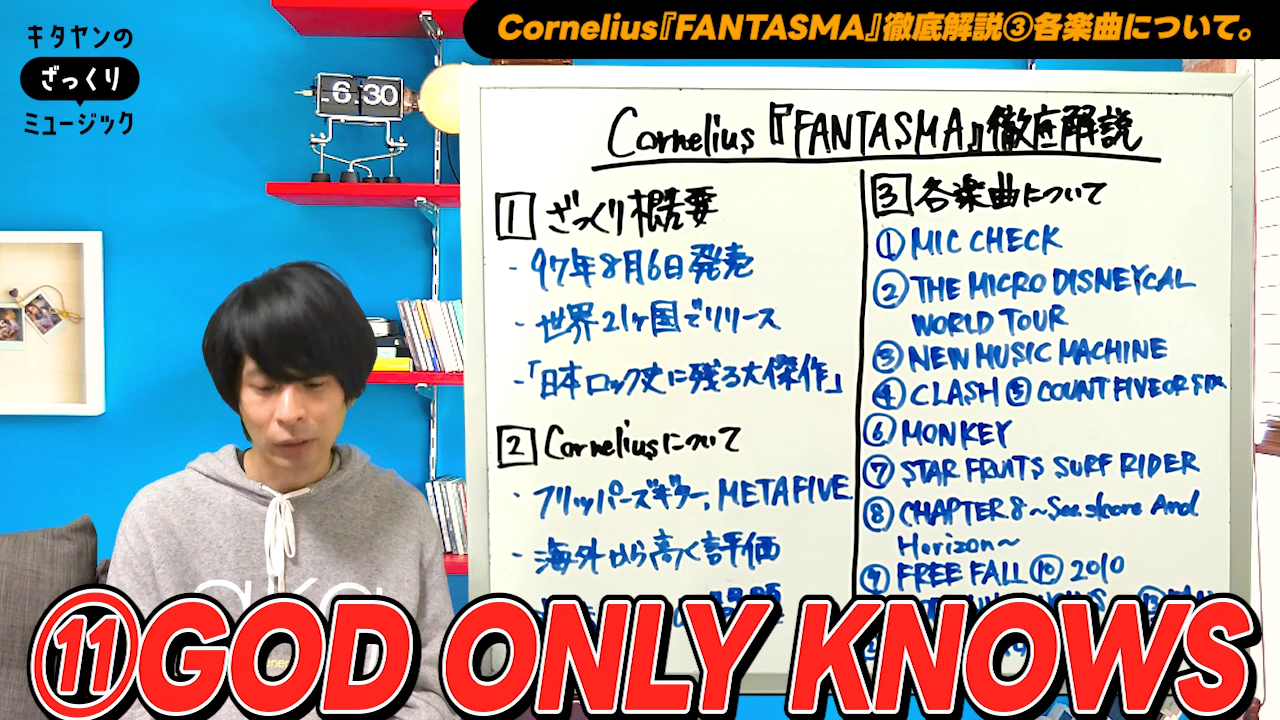 キタヤンの
ざっくり
ミュージック
Cornelius『FANTASMA』徹底解説③各楽曲について。
6 30
Cornelius『FANTASMA』徹底解説
1 ざっくり概要
・97年8月6日発売
・世界21ヶ国でリリース
・「日本ロック史に残る大傑作」
2 Corneliusについて
・フリッパーズギター、METAFIVE
・海外から高く評価
3 各楽曲について
① MIC CHECK
② THE MICRO DISNEYCAL
WORLD TOUR
③ NEW MUSIC MACHINE
④ CLASH ⑤ COUNT FIVE OR SIX
⑥ MONKEY
⑦ STAR FRUITS SURF RIDER
⑧ CHAPTER 8 ~Seashore And
Horizon~
⑨ FREE FALL ⑩ 2010
⑪GOD ONLY KNOWS